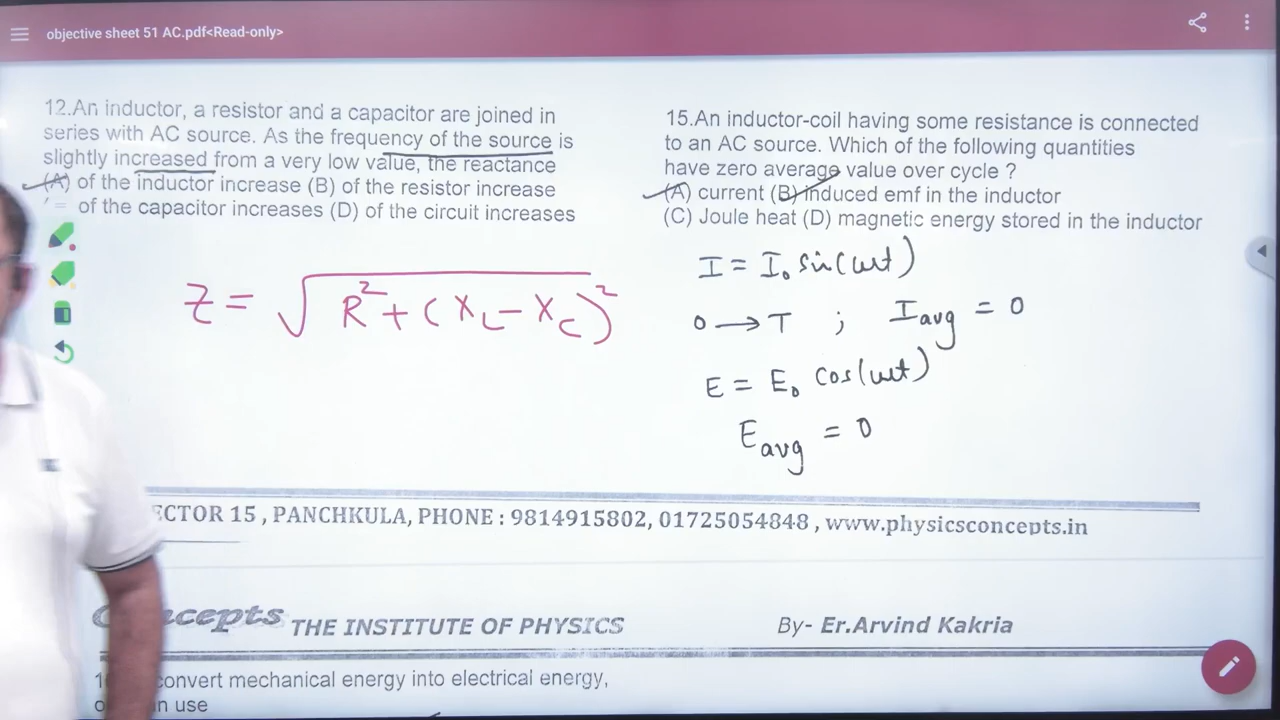 objective sheet 51 AC.pdf<Read-only>
12.An inductor, a resistor and a capacitor are joined in
series with AC source. As the frequency of the source is
slightly increased from a very low value, the reactance
(A) of the inductor increase (B) of the resistor increase
of the capacitor increases (D) of the circuit increases
Z = √R² + (X_L - X_C)²
15.An inductor-coil having some resistance is connected
to an AC source. Which of the following quantities
have zero average value over cycle ?
(A) current (B) induced emf in the inductor
(C) Joule heat (D) magnetic energy stored in the inductor
I = I₀ sin(ωt)
0 → T ; I avg = 0
E = E₀ cos(ωt)
E avg = 0
ECTOR 15 , PANCHKULA, PHONE : 9814915802, 01725054848 , www.physicsconcepts.in
THE INSTITUTE OF PHYSICS
By- Er.Arvind Kakria
convert mechanical energy into electrical energy,
use